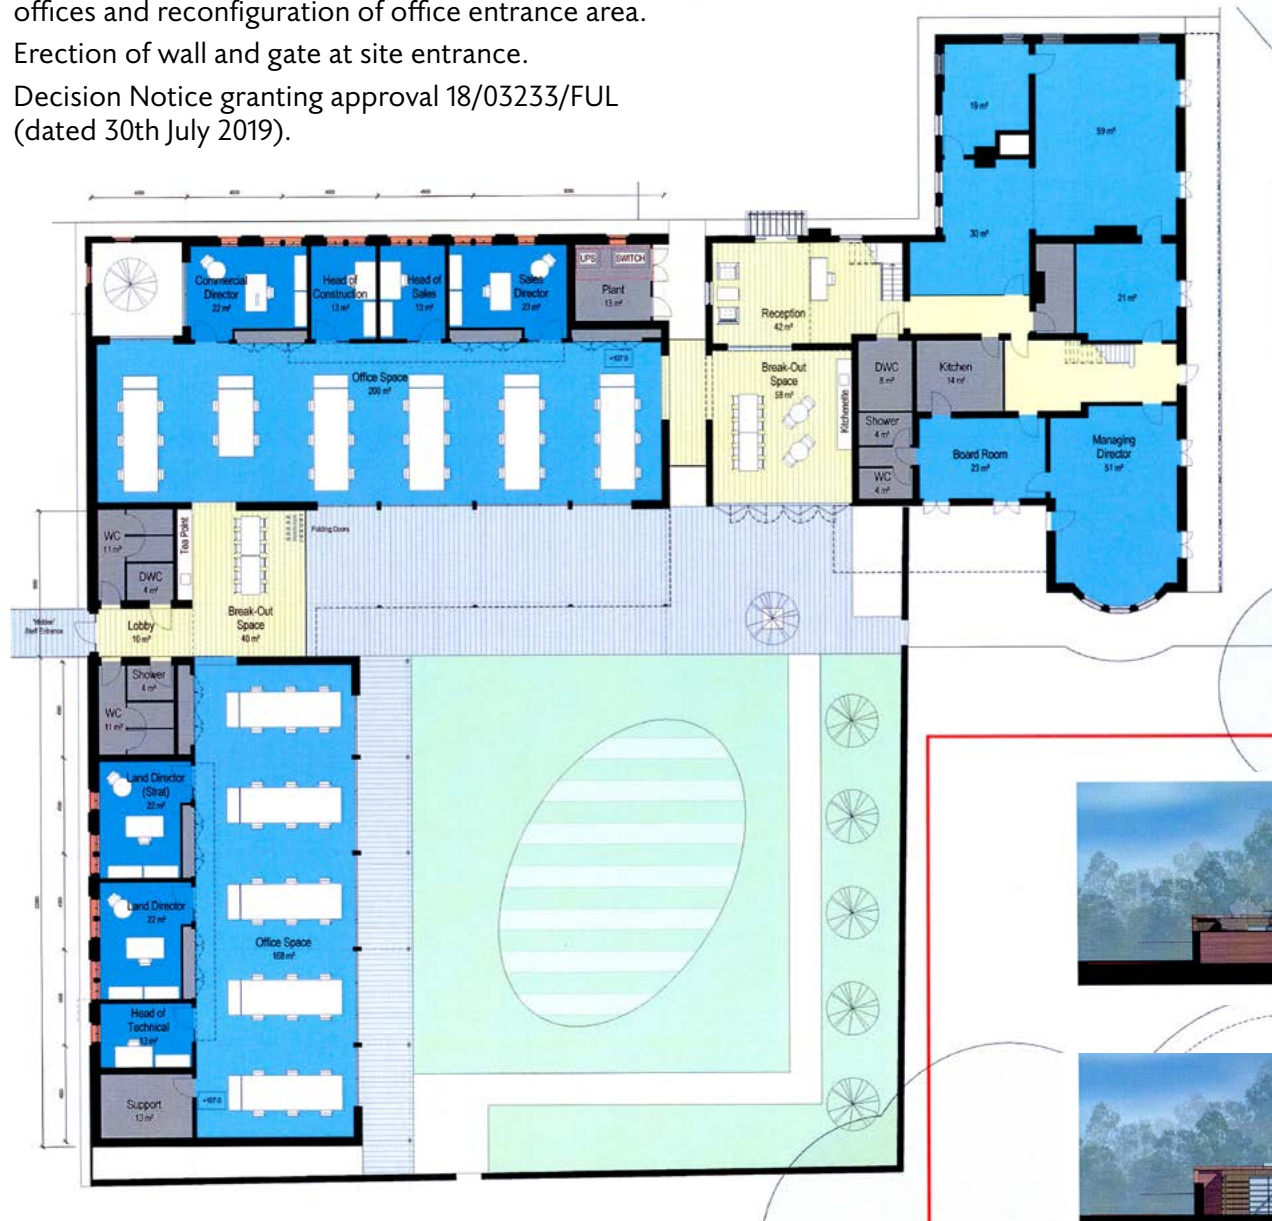 offices and reconfiguration of office entrance area.
Erection of wall and gate at site entrance.
Decision Notice granting approval 18/03233/FUL
(dated 30th July 2019).
19 m²
59 m²
30 m²
21 m²
Commercial
Director
22 m²
Head of
Construction
13 m²
Head of
Sales
13 m²
Sales
Director
23 m²
UPS
SWITCH
Plant
13 m²
Reception
42 m²
Office Space
200 m²
+107.0
Break-Out
Space
58 m²
Kitchenette
DWC
8 m²
Kitchen
14 m²
Shower
4 m²
WC
4 m²
Board Room
23 m²
Managing
Director
51 m²
WC
11 m²
DWC
4 m²
Tea Point
Folding Doors
Break-Out
Space
40 m²
Lobby
10 m²
Staff Entrance
Shower
4 m²
WC
11 m²
Land Director
(Strat)
22 m²
Land Director
22 m²
Office Space
168 m²
Head of
Technical
13 m²
Support
13 m²
+107.0